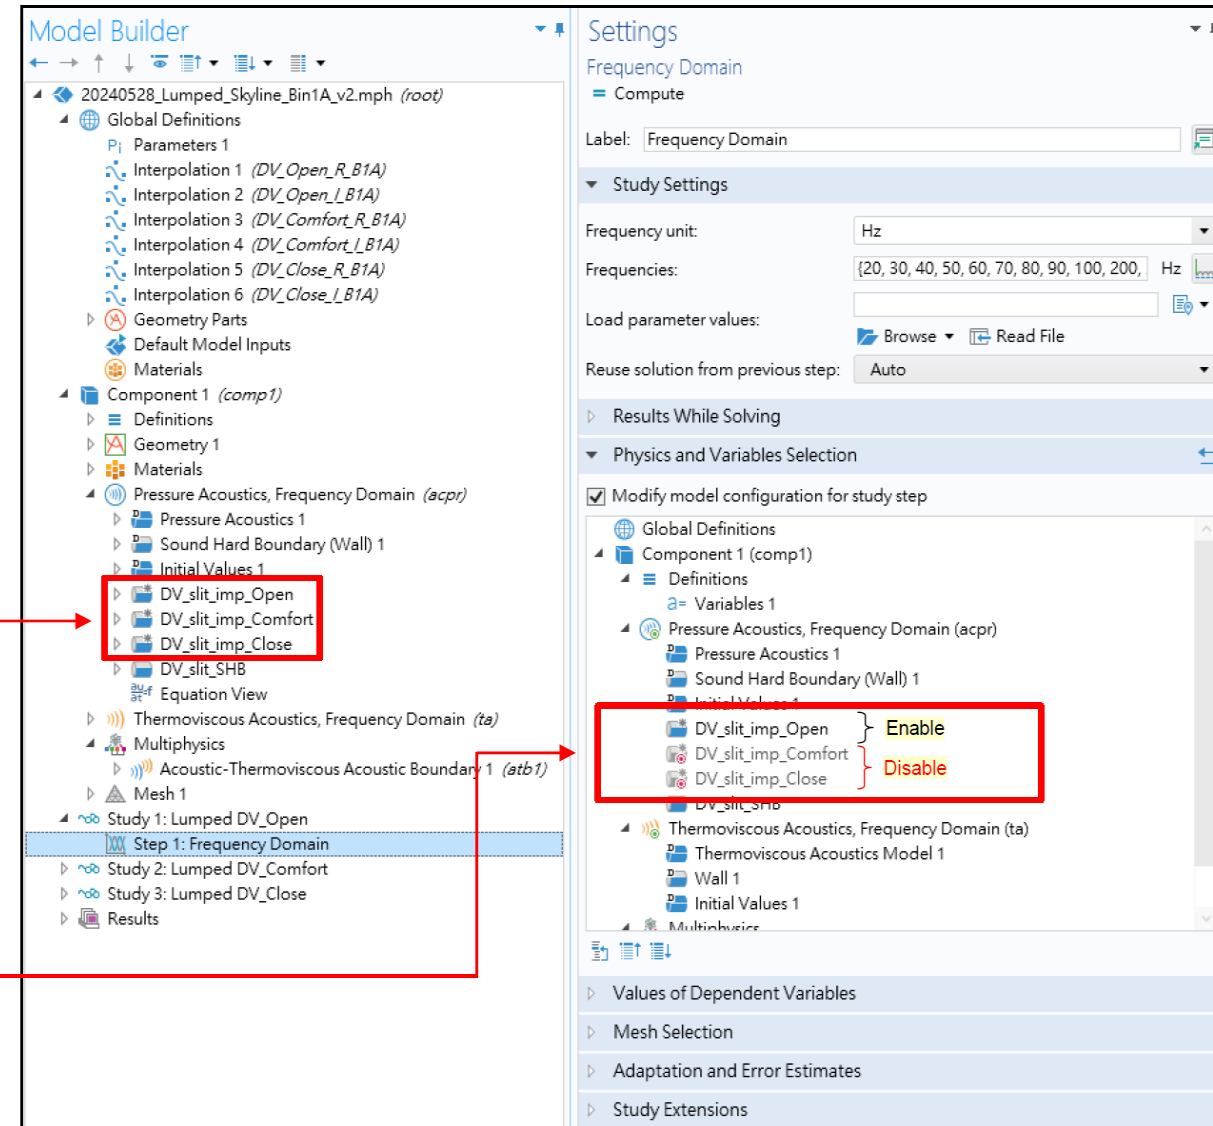 Model Builder
20240528_Lumped_Skyline_Bin1A_v2.mph (root)
Global Definitions
Pi Parameters 1
Interpolation 1 (DV_Open_R_B1A)
Interpolation 2 (DV_Open_I_B1A)
Interpolation 3 (DV_Comfort_R_B1A)
Interpolation 4 (DV_Comfort_I_B1A)
Interpolation 5 (DV_Close_R_B1A)
Interpolation 6 (DV_Close_I_B1A)
Geometry Parts
Default Model Inputs
Materials
Component 1 (comp1)
Definitions
Geometry 1
Materials
Pressure Acoustics, Frequency Domain (acpr)
Pressure Acoustics 1
Sound Hard Boundary (Wall) 1
Initial Values 1
DV_slit_imp_Open
DV_slit_imp_Comfort
DV_slit_imp_Close
DV_slit_SHB
Equation View
Thermoviscous Acoustics, Frequency Domain (ta)
Multiphysics
Acoustic-Thermoviscous Acoustic Boundary 1 (atb1)
Mesh 1
Study 1: Lumped DV_Open
Step 1: Frequency Domain
Study 2: Lumped DV_Comfort
Study 3: Lumped DV_Close
Results
Settings
Frequency Domain
= Compute
Label: Frequency Domain
Study Settings
Frequency unit: Hz
Frequencies: {20, 30, 40, 50, 60, 70, 80, 90, 100, 200, Hz
Load parameter values:
Browse Read File
Reuse solution from previous step: Auto
Results While Solving
Physics and Variables Selection
Modify model configuration for study step
Global Definitions
Component 1 (comp1)
Definitions
a= Variables 1
Pressure Acoustics, Frequency Domain (acpr)
Pressure Acoustics 1
Sound Hard Boundary (Wall) 1
Initial Values 1
DV_slit_imp_Open Enable
DV_slit_imp_Comfort
DV_slit_imp_Close Disable
DV_slit_SHB
Thermoviscous Acoustics, Frequency Domain (ta)
Thermoviscous Acoustics Model 1
Wall 1
Initial Values 1
Multiphysics
Values of Dependent Variables
Mesh Selection
Adaptation and Error Estimates
Study Extensions